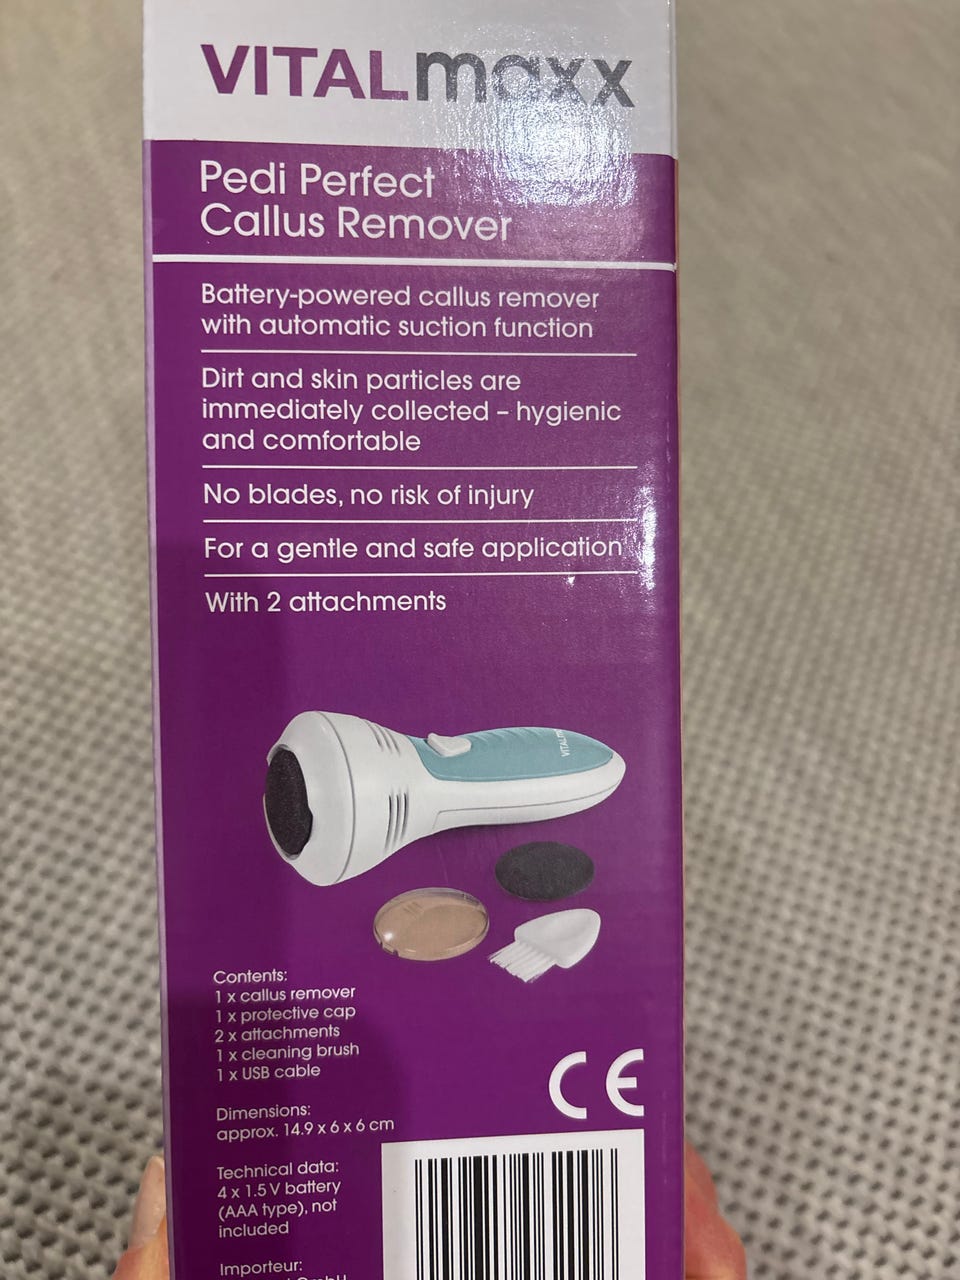 VITALmaxx
Pedi Perfect
Callus Remover
Battery-powered callus remover
with automatic suction function
Dirt and skin particles are
immediately collected – hygienic
and comfortable
No blades, no risk of injury
For a gentle and safe application
With 2 attachments
Contents:
1 x callus remover
1 x protective cap
2 x attachments
1 x cleaning brush
1 x USB cable
CE
Dimensions:
approx. 14.9 x 6 x 6 cm
Technical data:
4 x 1.5 V battery
(AAA type), not
included
Importeur:
GmbH